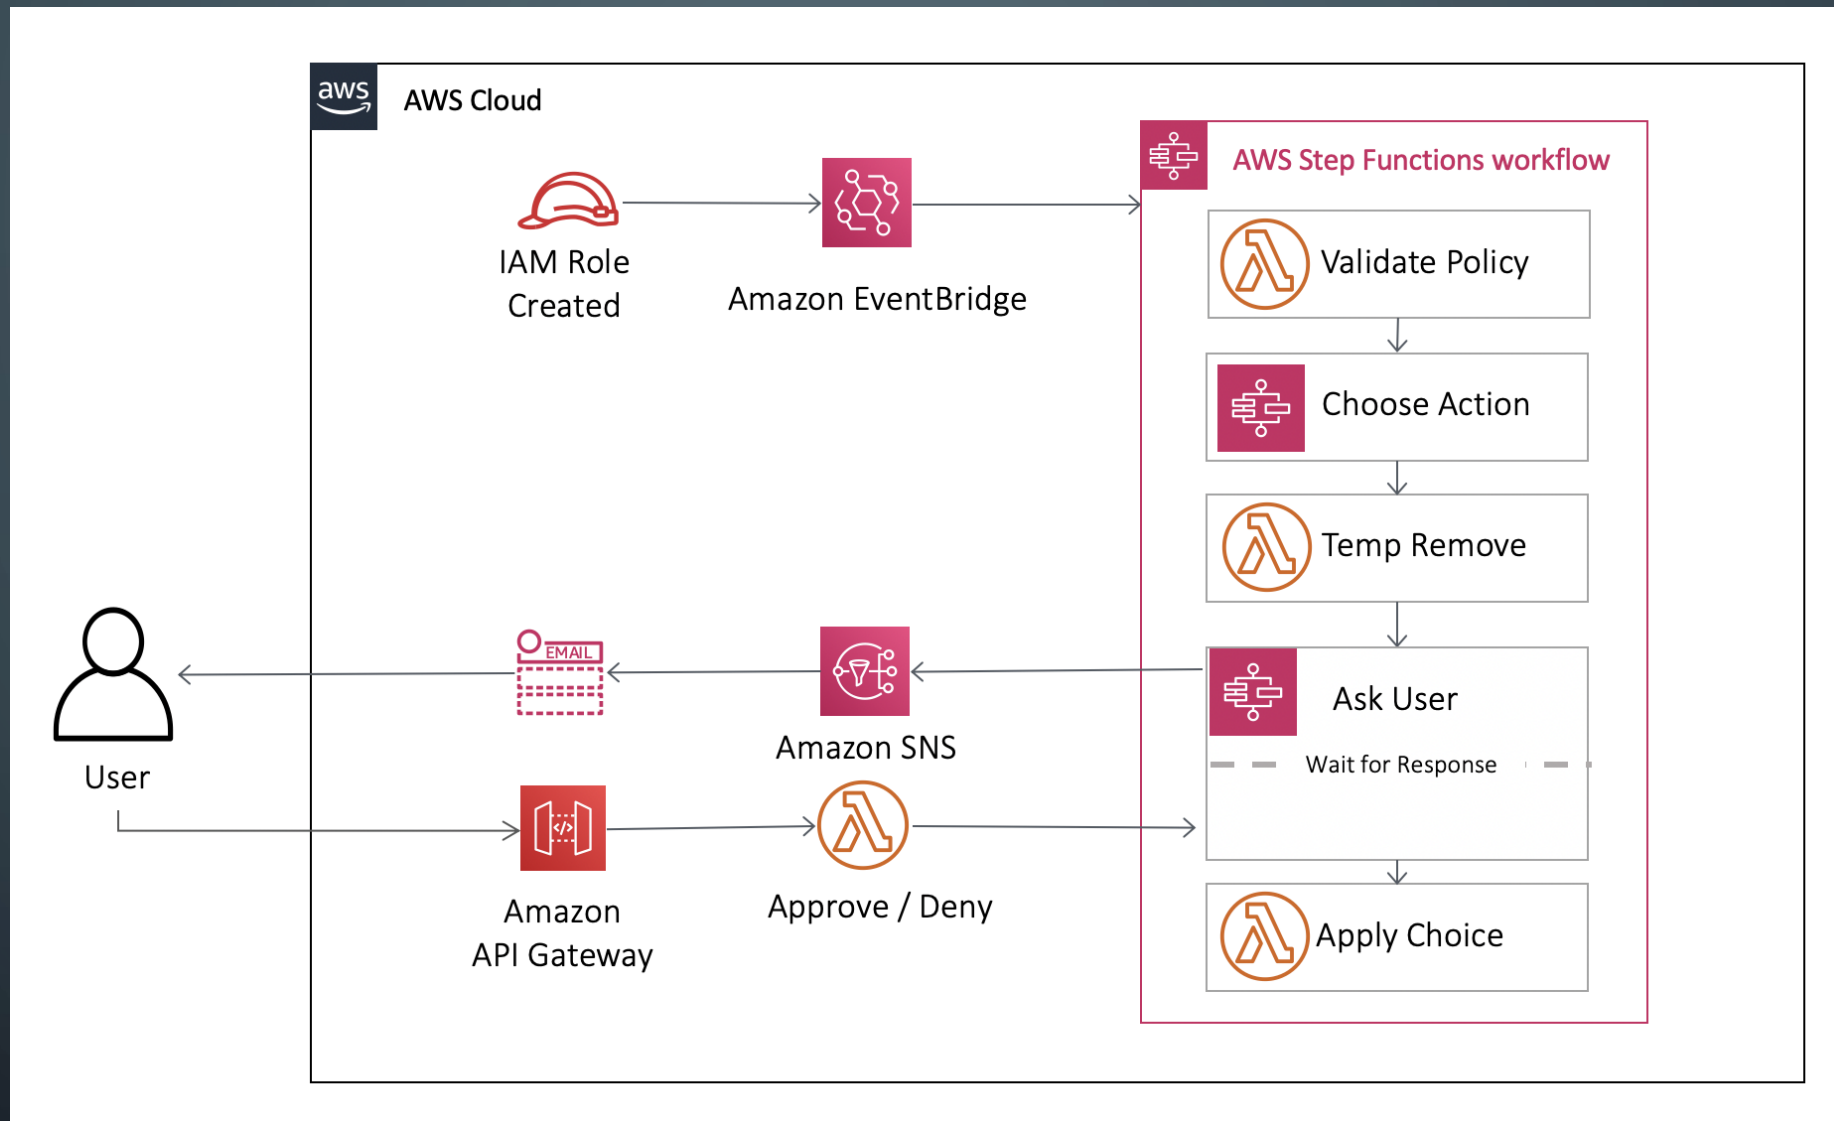 aws
AWS Cloud
AWS Step Functions workflow
IAM Role
Created
Amazon EventBridge
Validate Policy
Choose Action
Temp Remove
EMAIL
Amazon SNS
Ask User
Wait for Response
User
</>
Amazon
API Gateway
Approve / Deny
Apply Choice